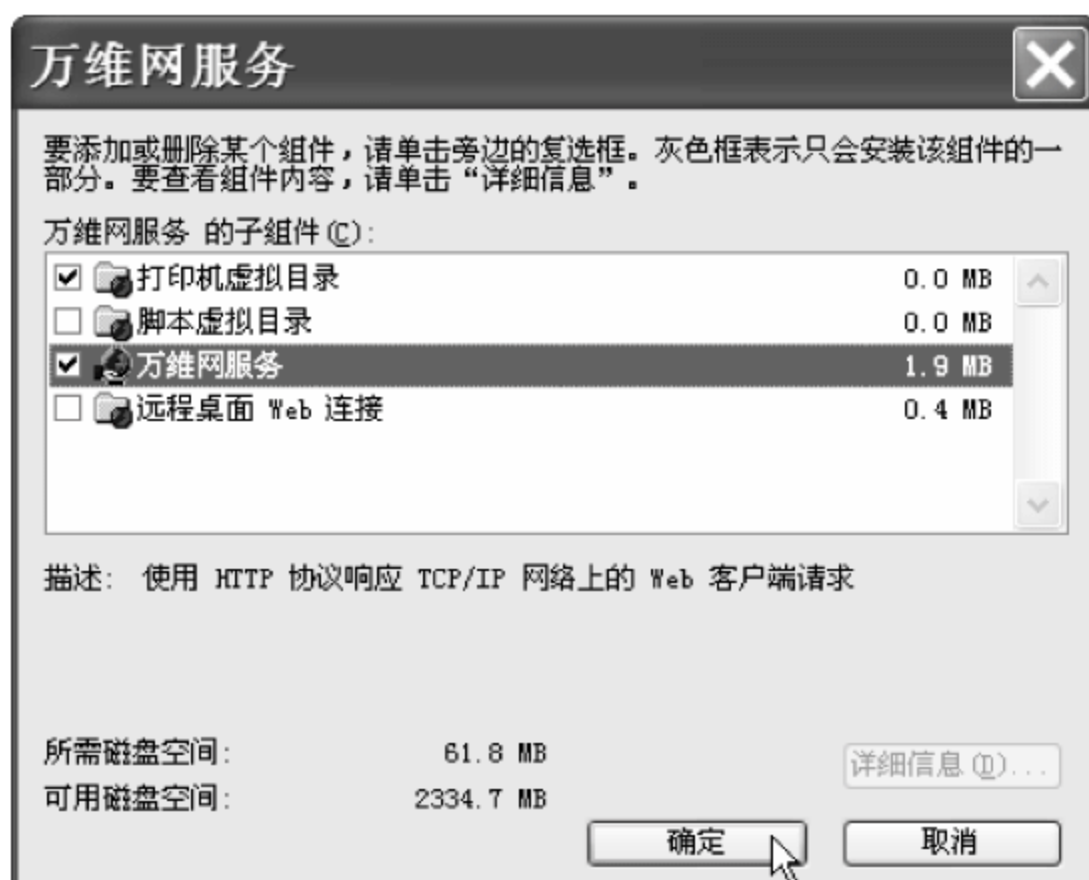 万维网服务
要添加或删除某个组件，请单击旁边的复选框。灰色框表示只会安装该组件的一
部分。要查看组件内容，请单击“详细信息”。
万维网服务 的子组件(C):
打印机虚拟目录 0.0 MB
脚本虚拟目录 0.0 MB
万维网服务 1.9 MB
远程桌面 Web 连接 0.4 MB
描述: 使用 HTTP 协议响应 TCP/IP 网络上的 Web 客户端请求
所需磁盘空间: 61.8 MB
详细信息(D)...
可用磁盘空间: 2334.7 MB
确定 取消